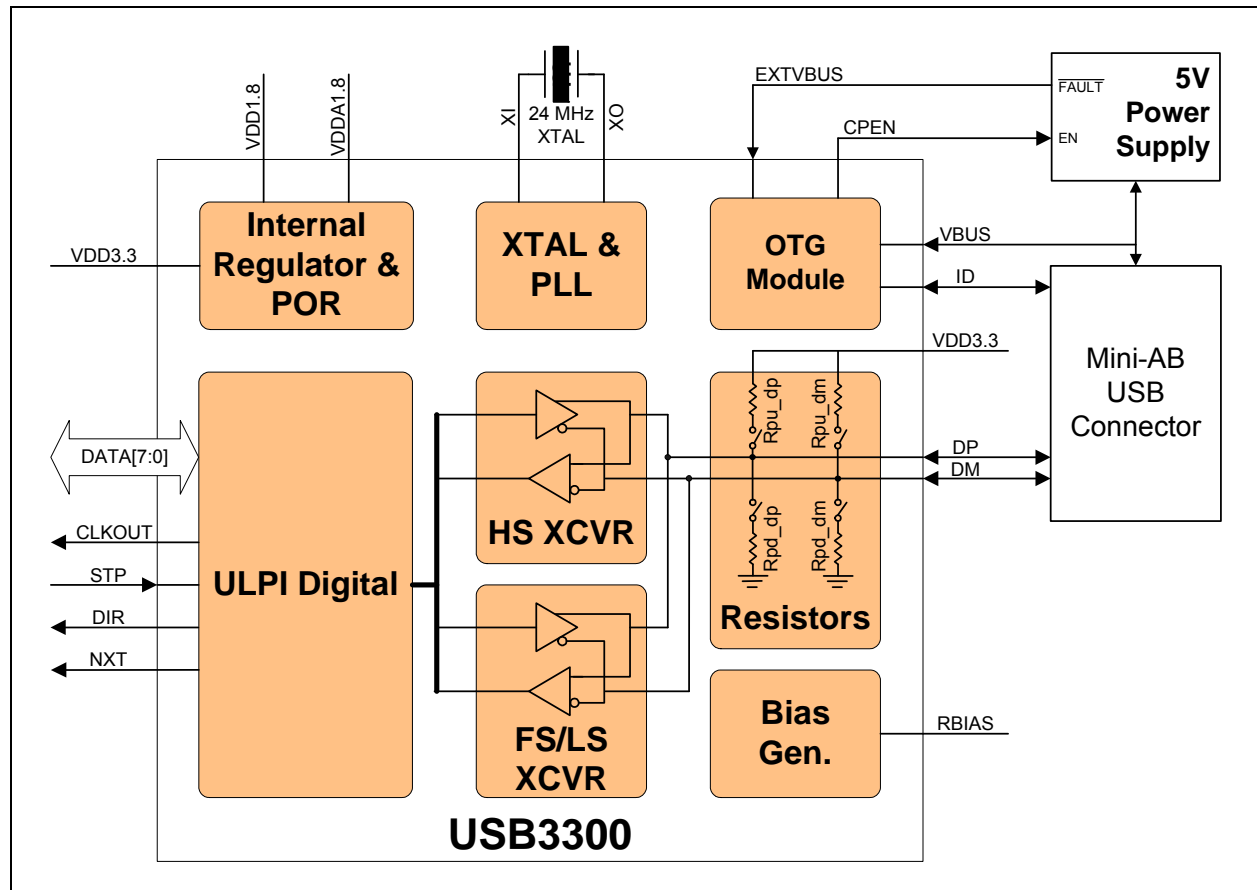 VDD1.8
VDDA1.8
XI
24 MHz
XTAL
XO
EXTVBUS
CPEN
FAULT
EN
5V
Power
Supply
Internal
Regulator &
POR
VDD3.3
XTAL &
PLL
OTG
Module
VBUS
ID
VDD3.3
Mini-AB
USB
Connector
Rpu_dp
Rpu_dm
DP
DM
Rpd_dp
Rpd_dm
Resistors
DATA[7:0]
CLKOUT
STP
DIR
NXT
ULPI Digital
HS XCVR
FS/LS
XCVR
Bias
Gen.
RBIAS
USB3300